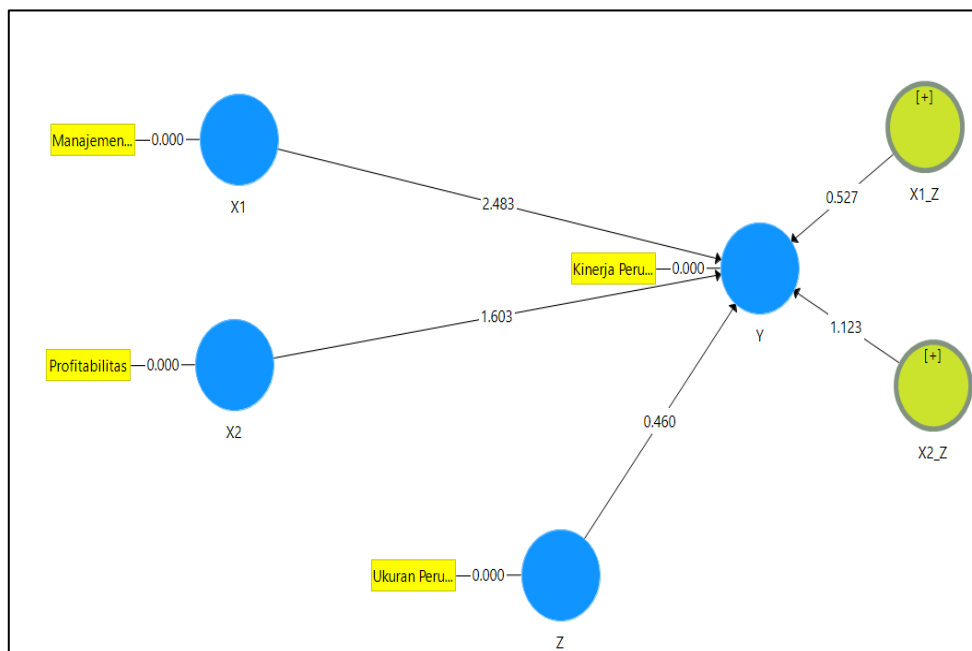 [+]
Manajemen...
0.000
X1
X1_Z
2.483
0.527
Kinerja Peru...
0.000
Y
1.603
1.123
Profitabilitas
0.000
X2
[+]
X2_Z
0.460
Ukuran Peru...
0.000
Z